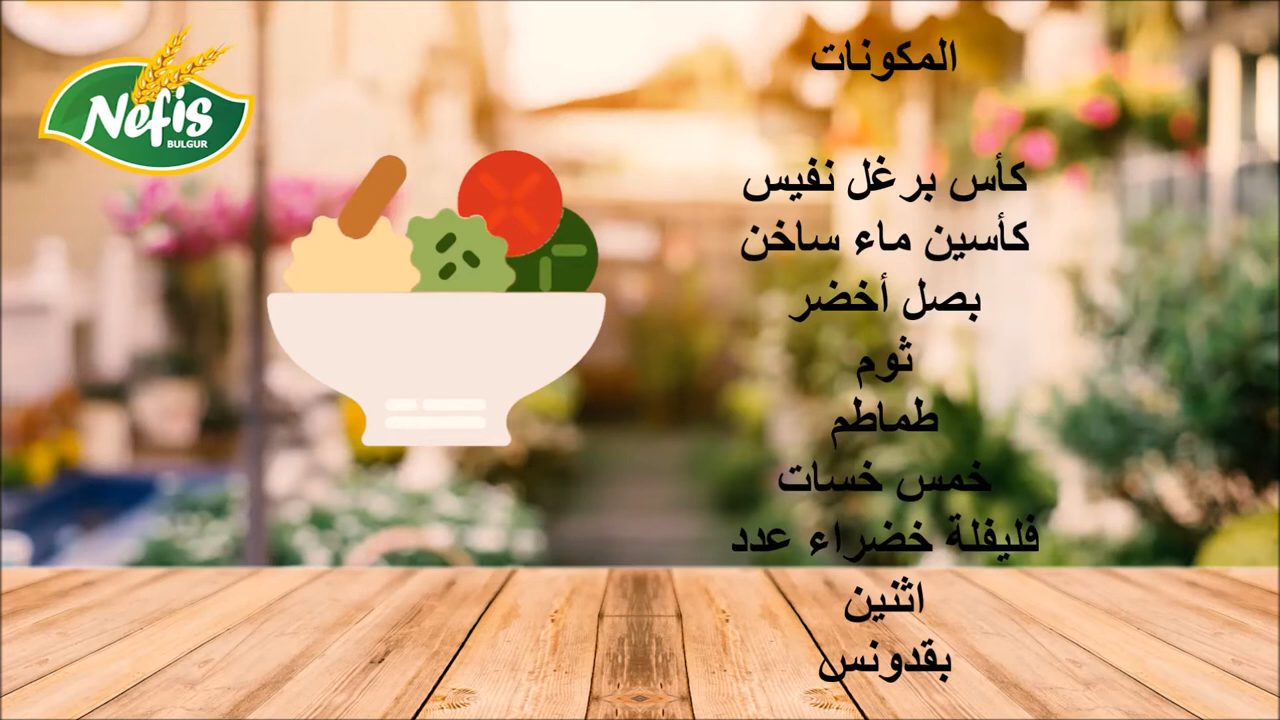 Nefis
BULGUR
المكونات
كأس برغل نفيس
كأسين ماء ساخن
بصل أخضر
ثوم
طماطم
خمس خسات
فليفلة خضراء عدد
اثنين
بقدونس